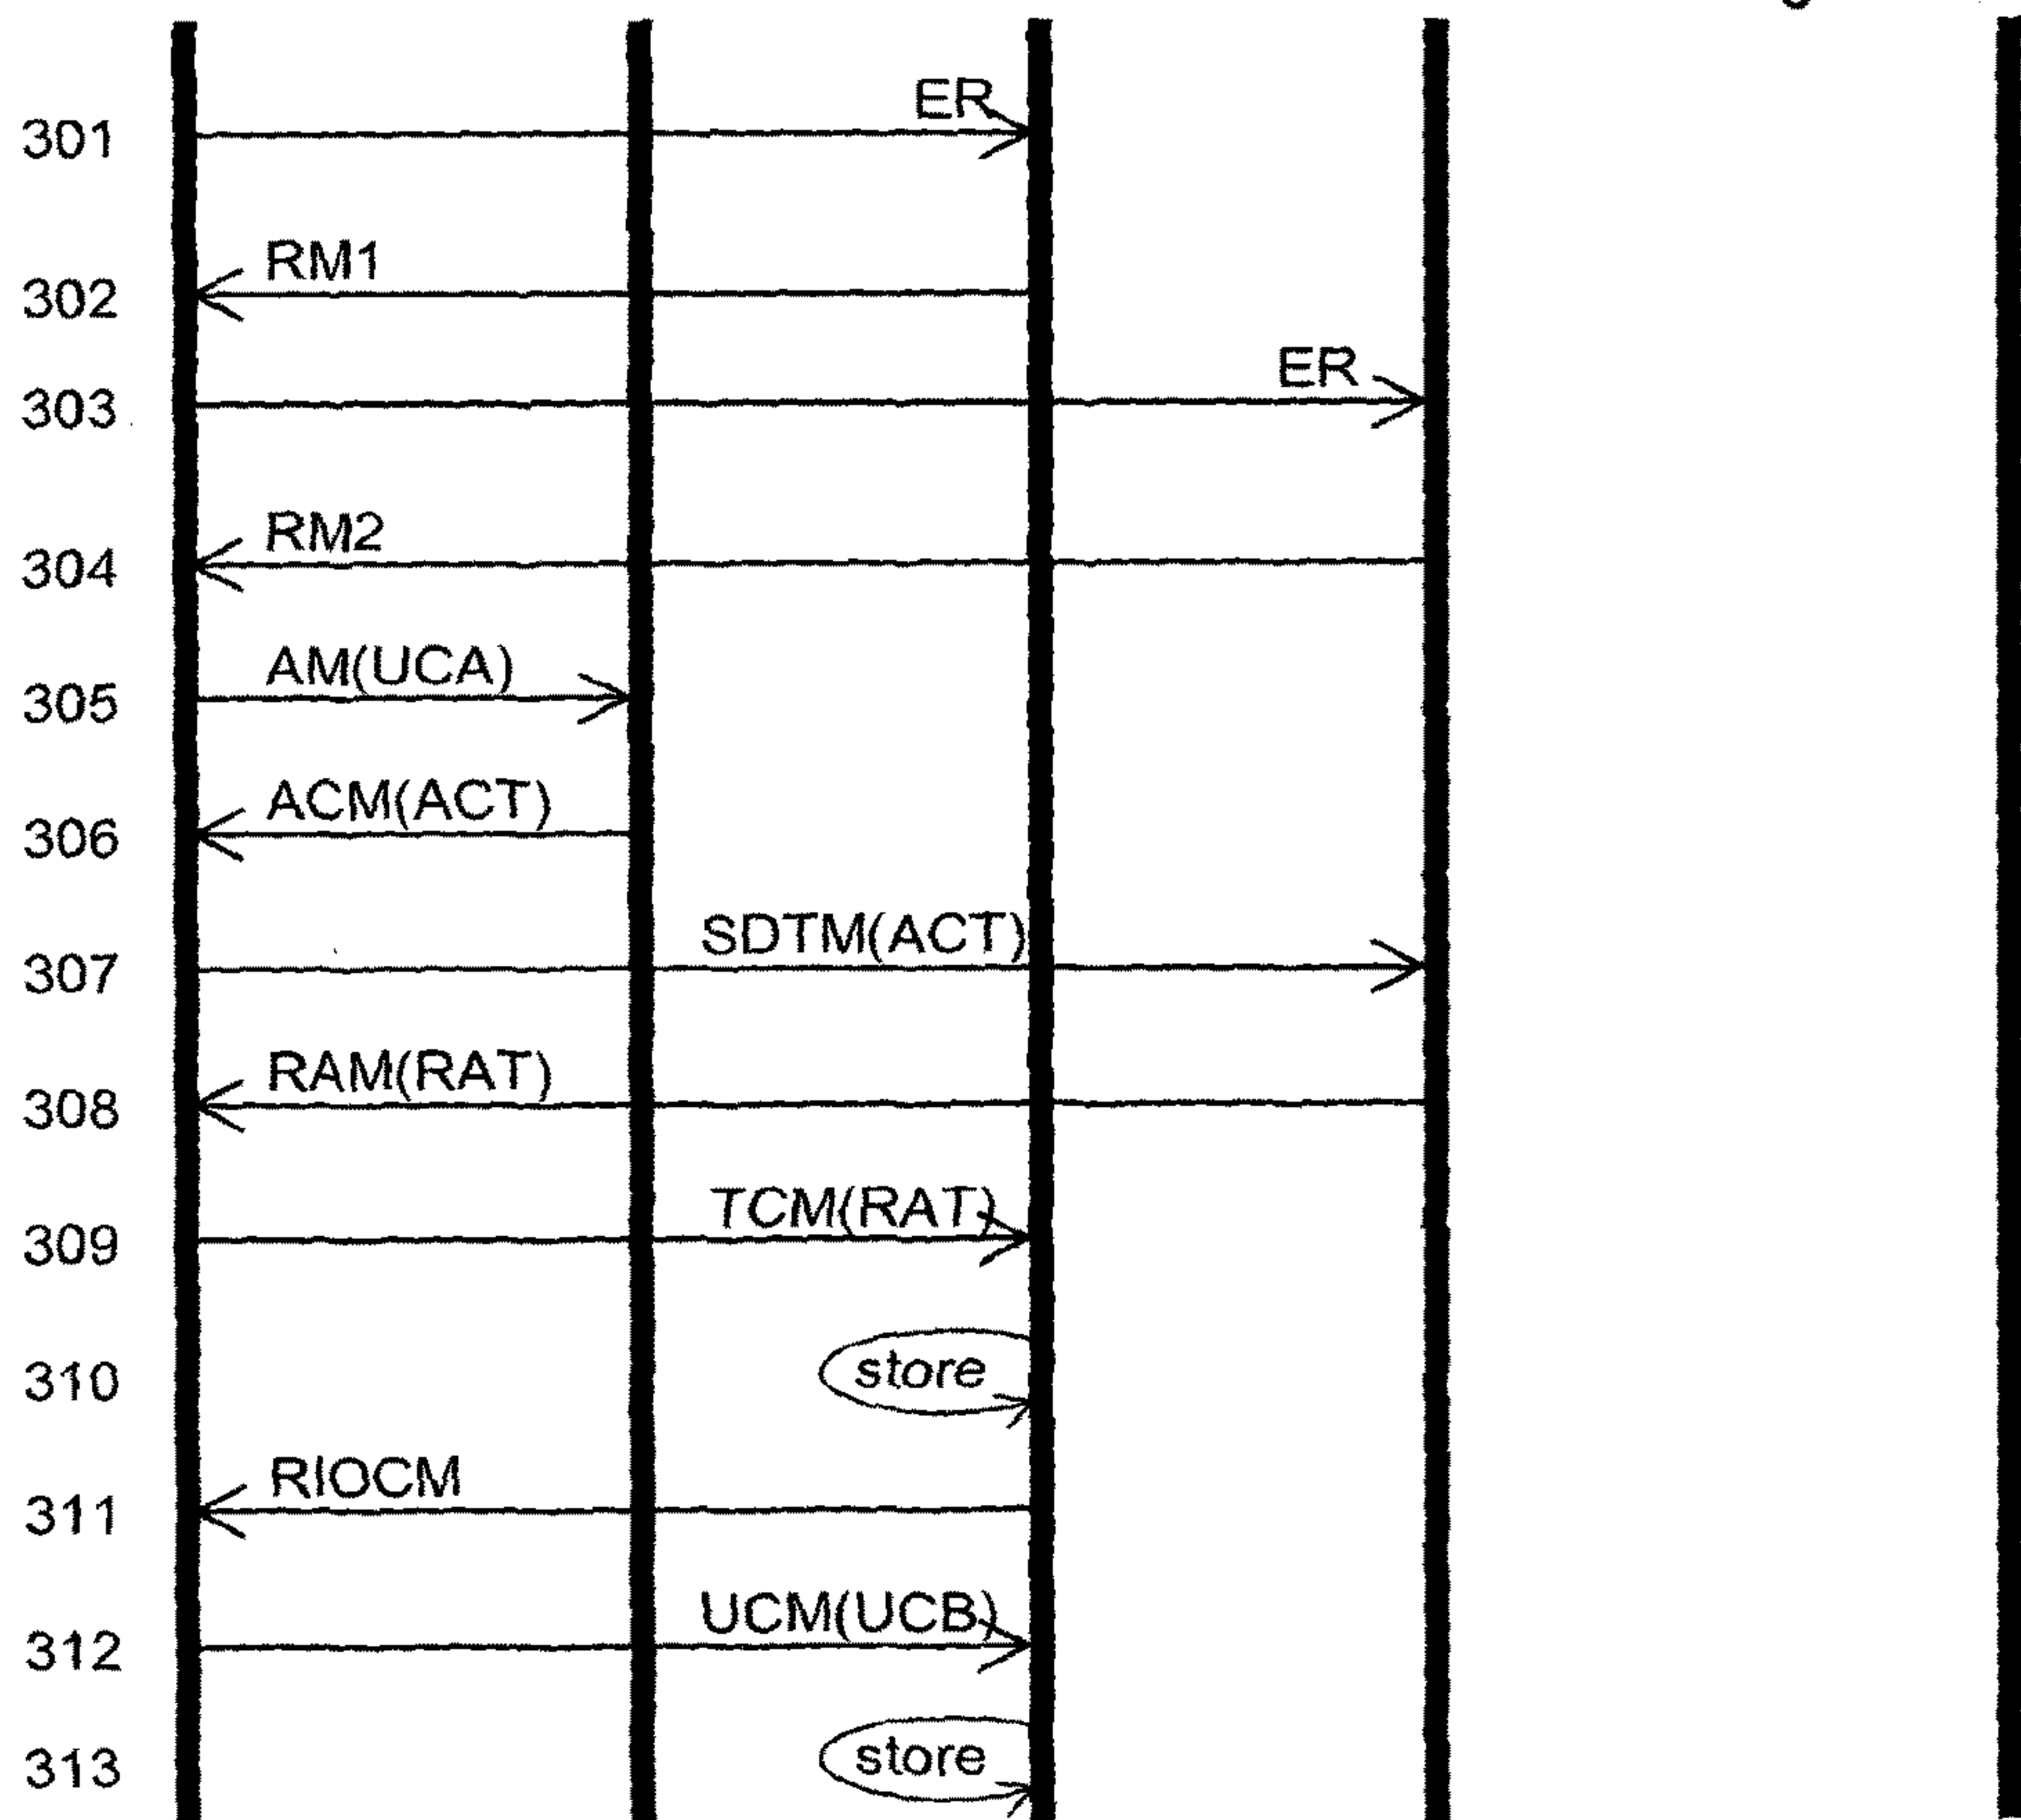 ER
301
RM1
302
ER
303
RM2
304
AM(UCA)
305
ACM(ACT)
306
SDTM(ACT)
307
RAM(RAT)
308
TCM(RAT)
309
store
310
RIOCM
311
UCM(UCB)
312
store
313